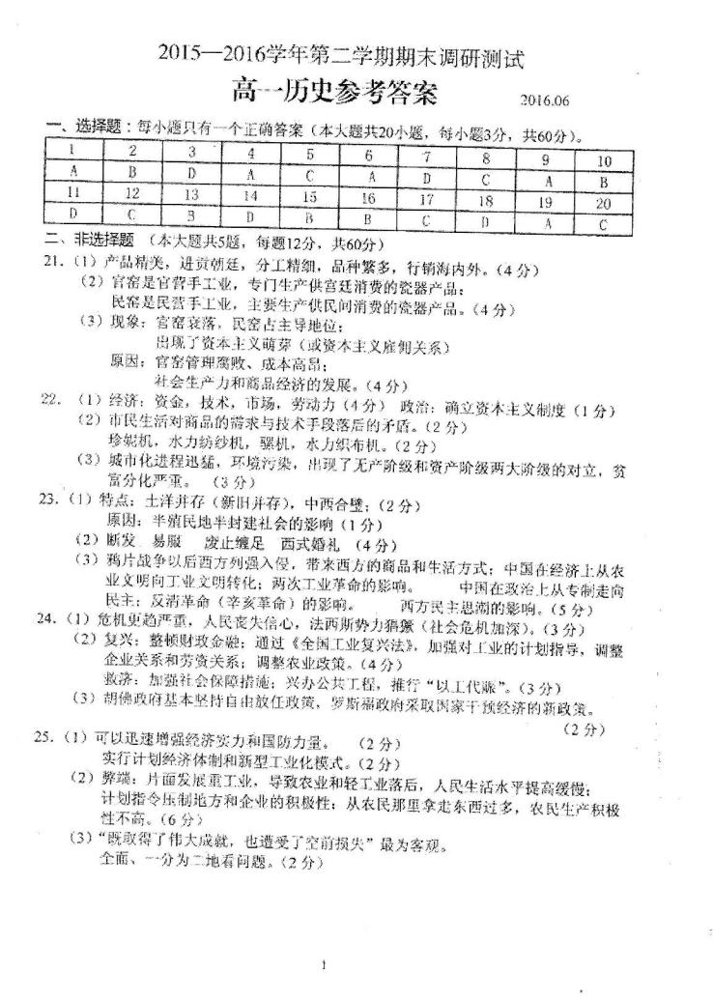 2015—2016学年第二学期期末调研测试
高一历史参考答案 2016.06
一、选择题：每小题只有一个正确答案（本大题共20小题，每小题3分，共60分）。
1 2 3 4 5 6 7 8 9 10
A B D A C A D C A B
11 12 13 14 15 16 17 18 19 20
D C B D B B C D A C
二、非选择题 （本大题共5题，每题12分，共60分）
21.（1）产品精美，进贡朝廷，分工精细，品种繁多，行销海内外。（4分）
（2）官窑是官营手工业，专门生产供宫廷消费的瓷器产品；
民窑是民营手工业，主要生产供民间消费的瓷器产品。（4分）
（3）现象：官窑衰落，民窑占主导地位；
出现了资本主义萌芽（或资本主义雇佣关系）
原因：官窑管理腐败、成本高昂；
社会生产力和商品经济的发展。（4分）
22. （1）经济：资金，技术，市场，劳动力（4分） 政治：确立资本主义制度（1分）
（2）市民生活对商品的需求与技术手段落后的矛盾。（2分）
珍妮机，水力纺纱机，骡机，水力织布机。（2分）
（3）城市化进程迅猛，环境污染，出现了无产阶级和资产阶级两大阶级的对立，贫
富分化严重。 （3分）
23.（1）特点：土洋并存（新旧并存），中西合璧；（2分）
原因：半殖民地半封建社会的影响（1分）
（2）断发 易服 废止缠足 西式婚礼 （4分）
（3）鸦片战争以后西方列强入侵，带来西方的商品和生活方式；中国在经济上从农
业文明向工业文明转化；两次工业革命的影响。 中国在政治上从专制走向
民主；反清革命（辛亥革命）的影响。 西方民主思潮的影响。（5分）
24.（1）危机更趋严重，人民丧失信心，法西斯势力猖獗（社会危机加深）。（3分）
（2）复兴：整顿财政金融；通过《全国工业复兴法》，加强对工业的计划指导，调整
企业关系和劳资关系；调整农业政策。（4分）
救济：加强社会保障措施；兴办公共工程，推行“以工代赈”。（3分）
（3）胡佛政府基本坚持自由放任政策，罗斯福政府采取国家干预经济的新政策。
（2分）
25.（1）可以迅速增强经济实力和国防力量。 （2分）
实行计划经济体制和新型工业化模式。（2分）
（2）弊端：片面发展重工业，导致农业和轻工业落后，人民生活水平提高缓慢；
计划指令压制地方和企业的积极性；从农民那里拿走东西过多，农民生产积极
性不高。（6分）
（3）“既取得了伟大成就，也遭受了空前损失”最为客观。
全面、一分为二地看问题。（2分）
1